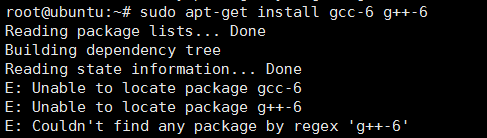 root@ubuntu:~# sudo apt-get install gcc-6 g++-6
Reading package lists... Done
Building dependency tree
Reading state information... Done
E: Unable to locate package gcc-6
E: Unable to locate package g++-6
E: Couldn't find any package by regex 'g++-6'